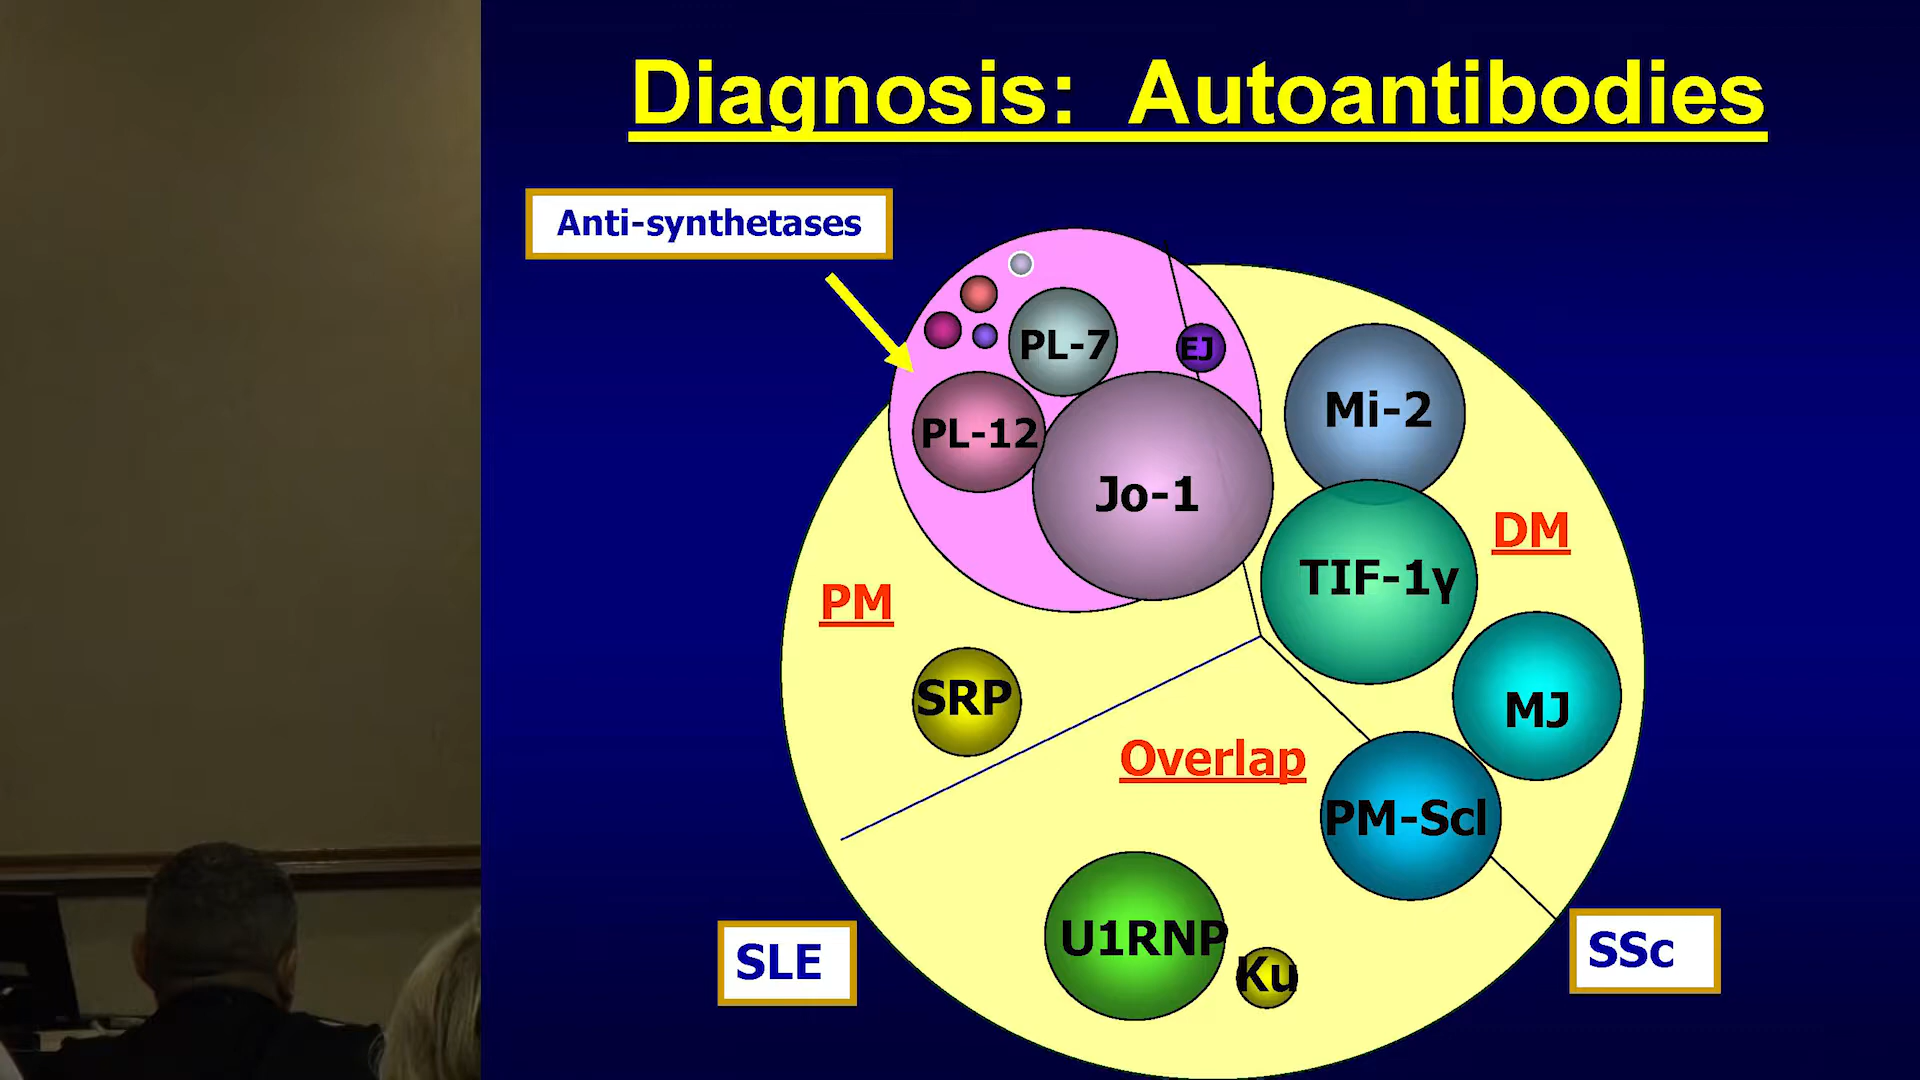 Diagnosis: Autoantibodies
Anti-synthetases
PL-7
EJ
PL-12
Mi-2
Jo-1
DM
TIF-1γ
PM
SRP
MJ
Overlap
PM-Scl
U1RNP
Ku
SLE
SSc